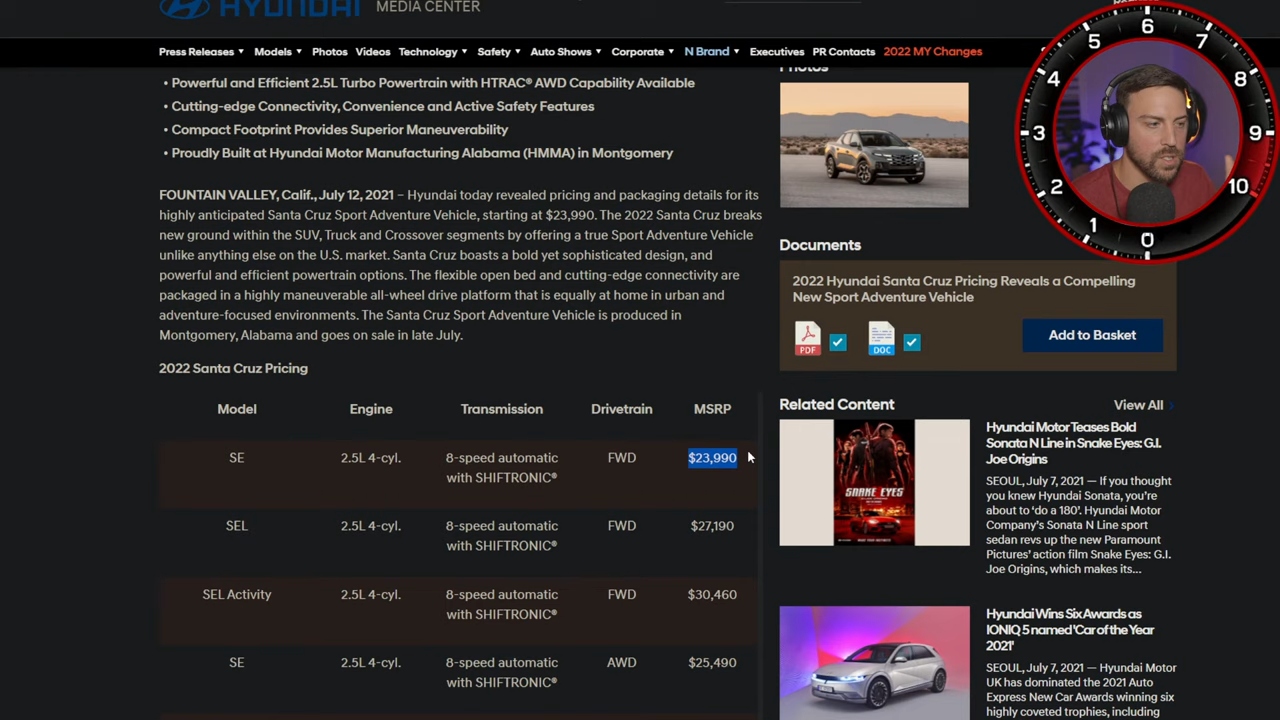 HYUNDAI MEDIA CENTER
Press Releases Models Photos Videos Technology Safety Auto Shows Corporate N Brand Executives PR Contacts 2022 MY Changes
• Powerful and Efficient 2.5L Turbo Powertrain with HTRAC® AWD Capability Available
• Cutting-edge Connectivity, Convenience and Active Safety Features
• Compact Footprint Provides Superior Maneuverability
• Proudly Built at Hyundai Motor Manufacturing Alabama (HMMA) in Montgomery
FOUNTAIN VALLEY, Calif., July 12, 2021 – Hyundai today revealed pricing and packaging details for its
highly anticipated Santa Cruz Sport Adventure Vehicle, starting at $23,990. The 2022 Santa Cruz breaks
new ground within the SUV, Truck and Crossover segments by offering a true Sport Adventure Vehicle
unlike anything else on the U.S. market. Santa Cruz boasts a bold yet sophisticated design, and
powerful and efficient powertrain options. The flexible open bed and cutting-edge connectivity are
packaged in a highly maneuverable all-wheel drive platform that is equally at home in urban and
adventure-focused environments. The Santa Cruz Sport Adventure Vehicle is produced in
Montgomery, Alabama and goes on sale in late July.
2022 Santa Cruz Pricing
Model Engine Transmission Drivetrain MSRP
SE 2.5L 4-cyl. 8-speed automatic FWD $23,990
with SHIFTRONIC®
SEL 2.5L 4-cyl. 8-speed automatic FWD $27,190
with SHIFTRONIC®
SEL Activity 2.5L 4-cyl. 8-speed automatic FWD $30,460
with SHIFTRONIC®
SE 2.5L 4-cyl. 8-speed automatic AWD $25,490
with SHIFTRONIC®
Photos
Documents
2022 Hyundai Santa Cruz Pricing Reveals a Compelling
New Sport Adventure Vehicle
PDF DOC Add to Basket
Related Content View All
SNAKE EYES
Hyundai Motor Teases Bold
Sonata N Line in Snake Eyes: G.I.
Joe Origins
SEOUL, July 7, 2021 — If you thought
you knew Hyundai Sonata, you're
about to 'do a 180'. Hyundai Motor
Company's Sonata N Line sport
sedan revs up the new Paramount
Pictures' action film Snake Eyes: G.I.
Joe Origins, which makes its...
Hyundai Wins Six Awards as
IONIQ 5 named 'Car of the Year
2021'
SEOUL, July 7, 2021 — Hyundai Motor
UK has dominated the 2021 Auto
Express New Car Awards winning six
highly coveted trophies, including
0 1 2 3 4 5 6 7 8 9 10